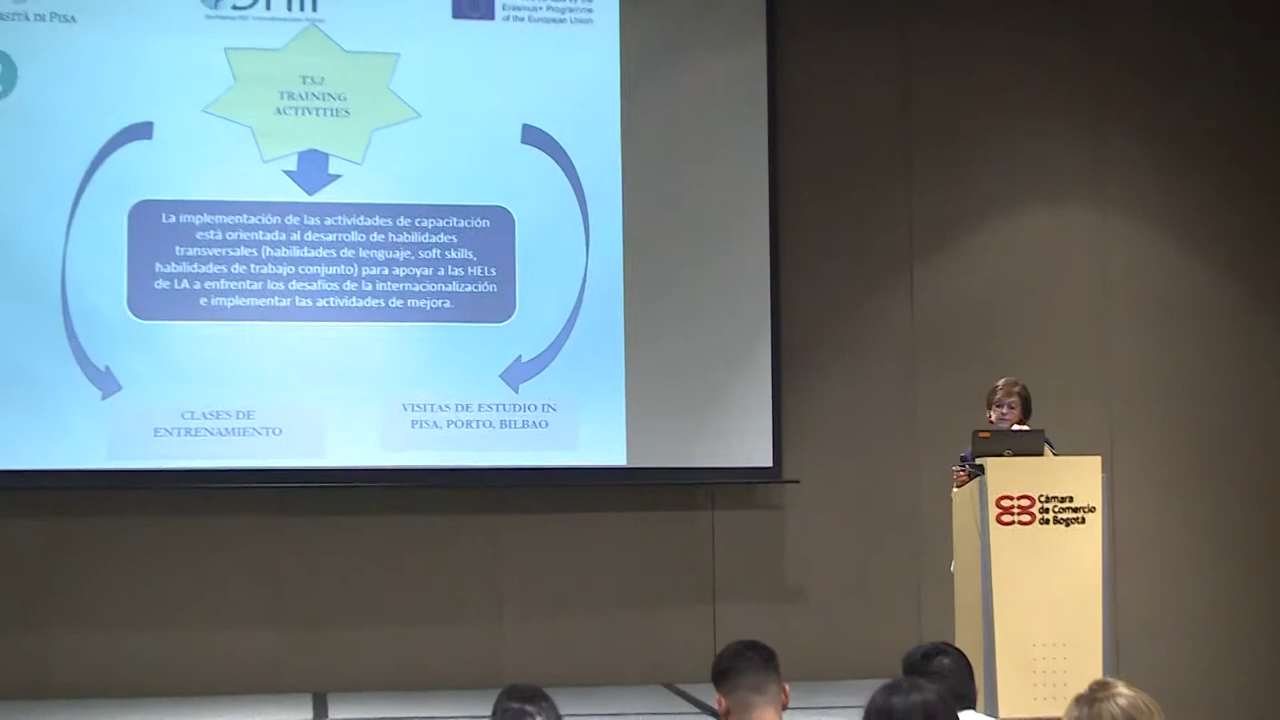 DI PISA
Erasmus+ Programme
of the European Union
TRAINING
ACTIVITIES
La implementación de las actividades de capacitación
está orientada al desarrollo de habilidades
transversales (habilidades de lenguaje, soft skills,
habilidades de trabajo conjunto) para apoyar a las HELs
de LA a enfrentar los desafíos de la internacionalización
e implementar las actividades de mejora.
CLASES DE
ENTRENAMIENTO
VISITAS DE ESTUDIO IN
PISA, PORTO, BILBAO
Cámara
de Comercio
de Bogotá